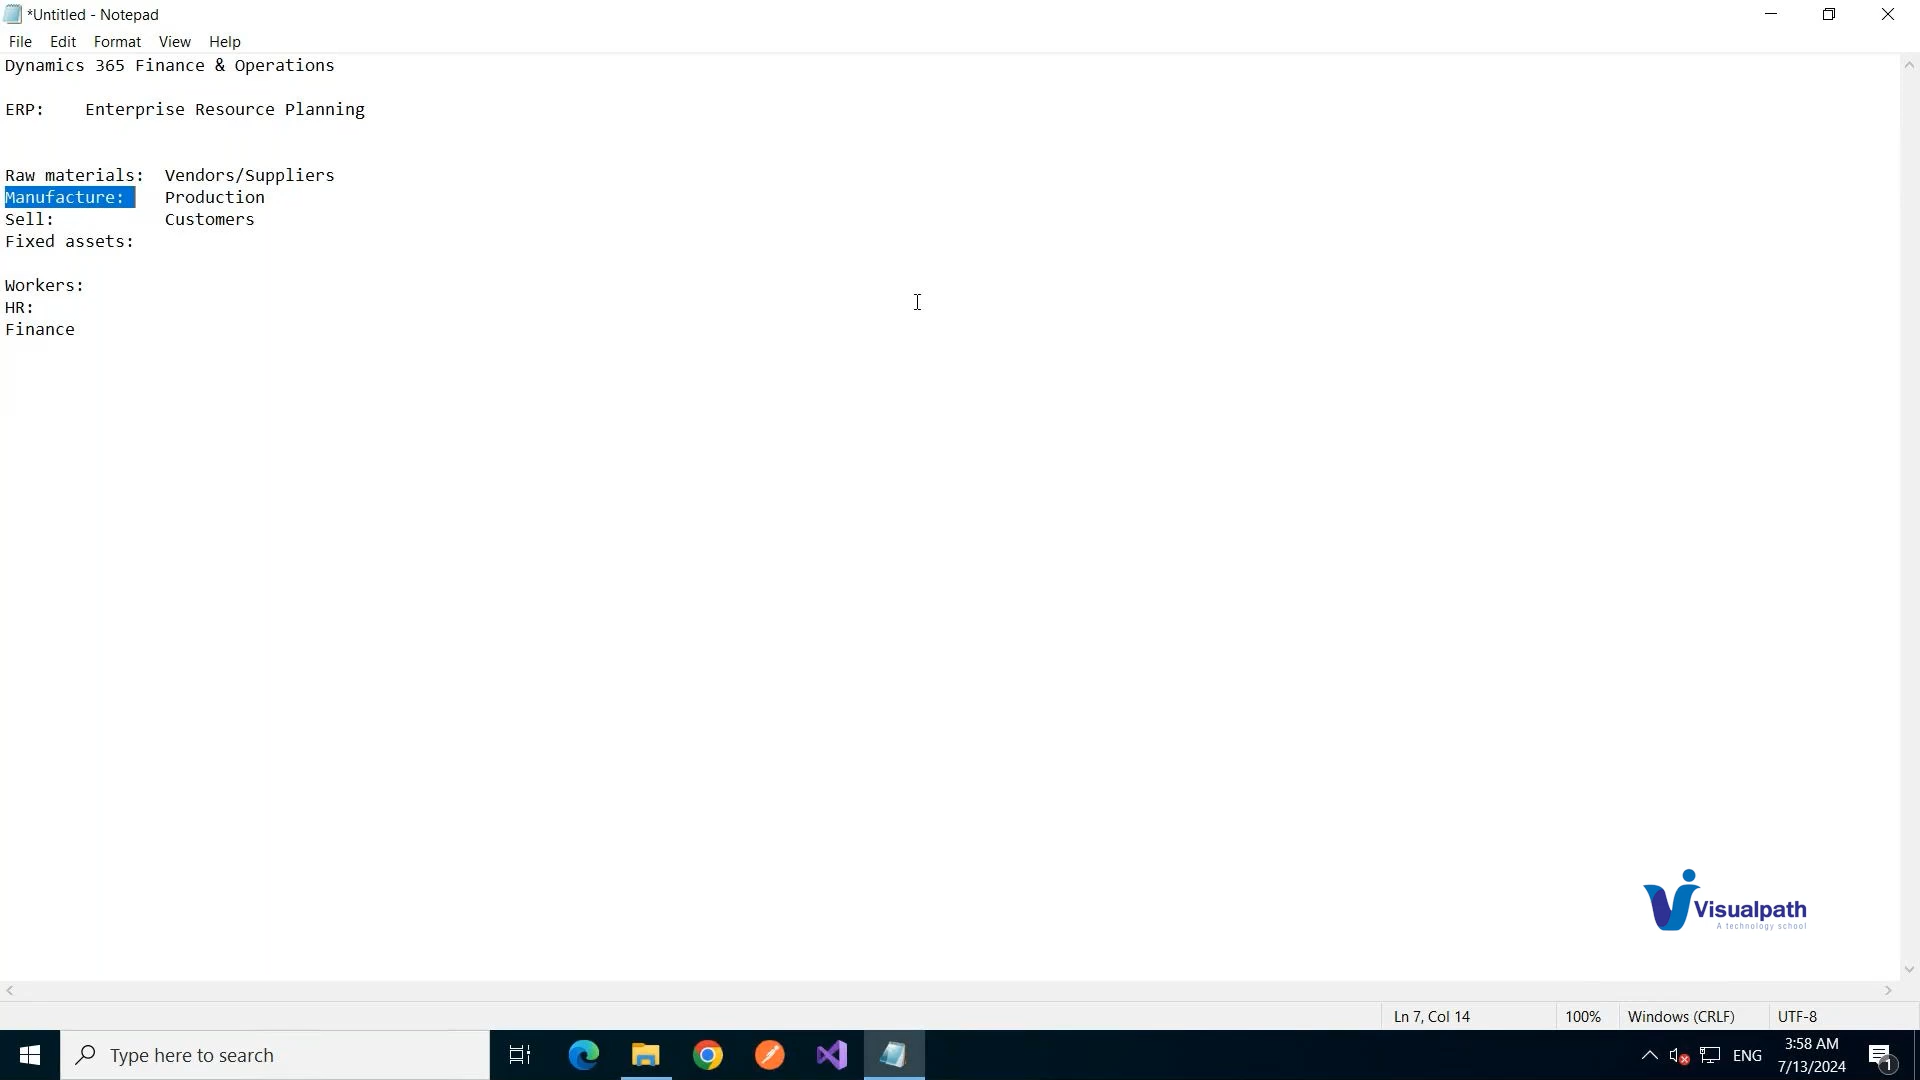 *Untitled - Notepad
File Edit Format View Help
Dynamics 365 Finance & Operations
ERP: Enterprise Resource Planning
Raw materials: Vendors/Suppliers
Manufacture: Production
Sell: Customers
Fixed assets:
Workers:
HR:
Finance
Visualpath
A technology school
Ln 7, Col 14 100% Windows (CRLF) UTF-8
Type here to search
ENG
3:58 AM
7/13/2024
1